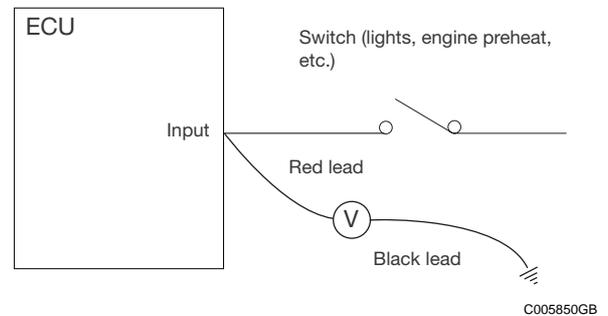 ECU
Switch (lights, engine preheat,
etc.)
Input
Red lead
V
Black lead
C005850GB